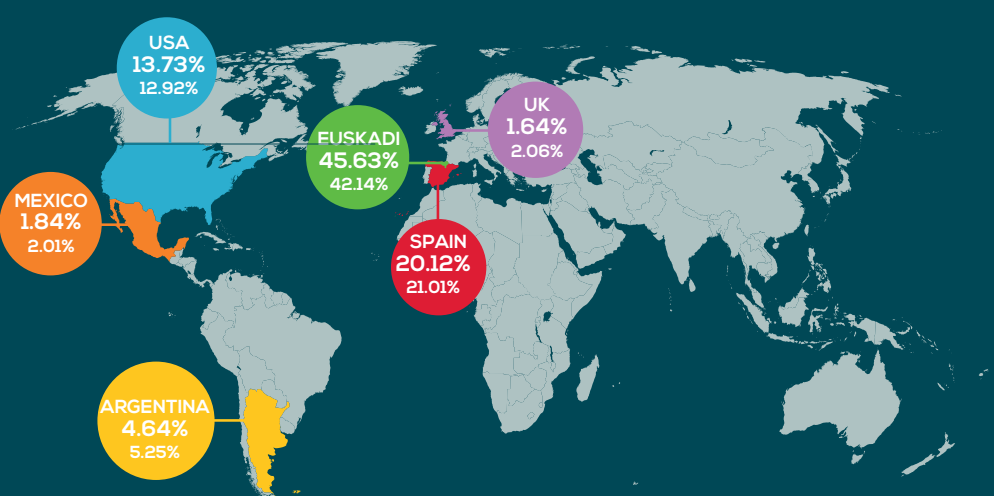 USA
13.73%
12.92%
EUSKADI
45.63%
42.14%
UK
1.64%
2.06%
MEXICO
1.84%
2.01%
SPAIN
20.12%
21.01%
ARGENTINA
4.64%
5.25%